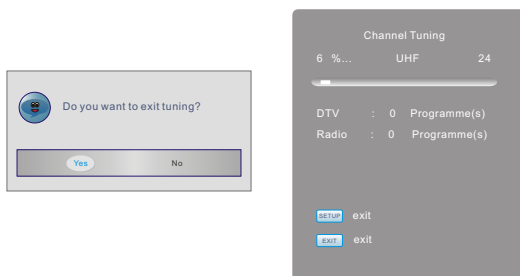 Do you want to exit tuning?
Yes No
Channel Tuning
6 %... UHF 24
DTV : 0 Programme(s)
Radio : 0 Programme(s)
SETUP exit
EXIT exit